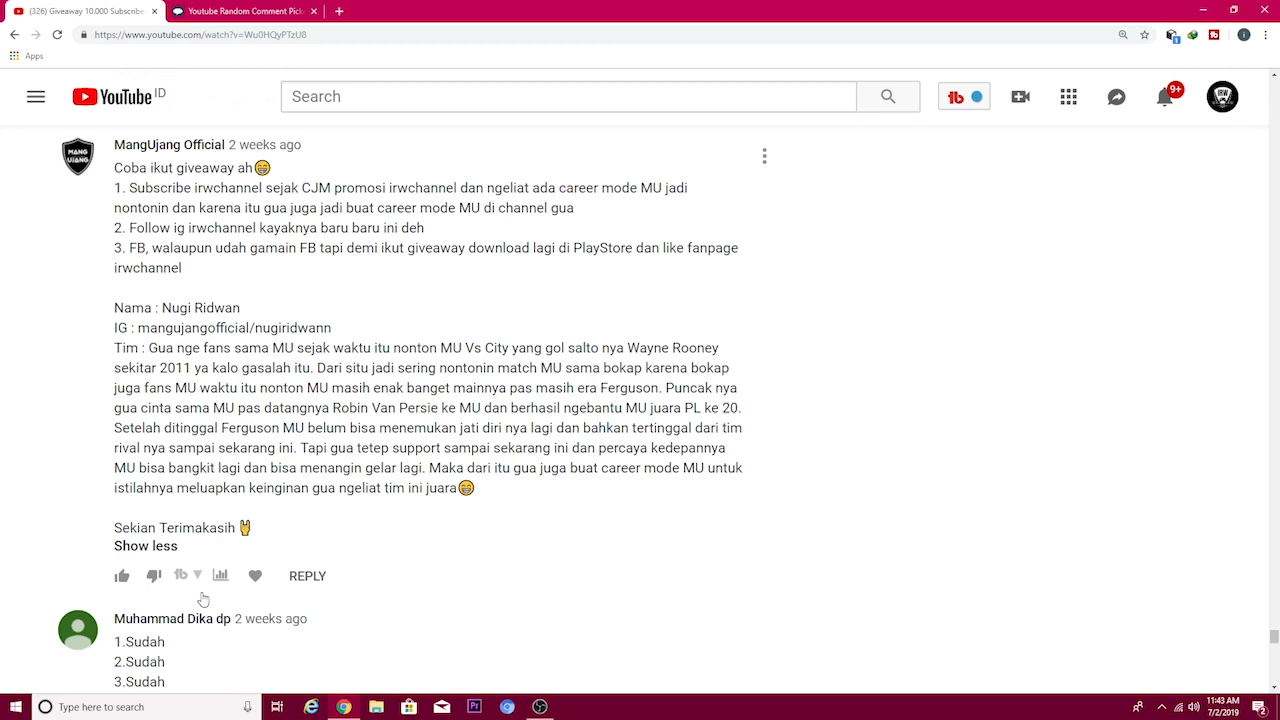 (326) Giveaway 10.000 Subscribe
Youtube Random Comment Pick
https://www.youtube.com/watch?v=Wu0HQyPTzU8
Apps
YouTube ID
Search
9+
MANG UJANG
IRW
MangUjang Official 2 weeks ago
Coba ikut giveaway ah😁
1. Subscribe irwchannel sejak CJM promosi irwchannel dan ngeliat ada career mode MU jadi
nontonin dan karena itu gua juga jadi buat career mode MU di channel gua
2. Follow ig irwchannel kayaknya baru baru ini deh
3. FB, walaupun udah gamain FB tapi demi ikut giveaway download lagi di PlayStore dan like fanpage
irwchannel
Nama : Nugi Ridwan
IG : mangujangofficial/nugiridwann
Tim : Gua nge fans sama MU sejak waktu itu nonton MU Vs City yang gol salto nya Wayne Rooney
sekitar 2011 ya kalo gasalah itu. Dari situ jadi sering nontonin match MU sama bokap karena bokap
juga fans MU waktu itu nonton MU masih enak banget mainnya pas masih era Ferguson. Puncak nya
gua cinta sama MU pas datangnya Robin Van Persie ke MU dan berhasil ngebantu MU juara PL ke 20.
Setelah ditinggal Ferguson MU belum bisa menemukan jati diri nya lagi dan bahkan tertinggal dari tim
rival nya sampai sekarang ini. Tapi gua tetep support sampai sekarang ini dan percaya kedepannya
MU bisa bangkit lagi dan bisa menangin gelar lagi. Maka dari itu gua juga buat career mode MU untuk
istilahnya meluapkan keinginan gua ngeliat tim ini juara😁
Sekian Terimakasih 🤘
Show less
REPLY
Muhammad Dika dp 2 weeks ago
1.Sudah
2.Sudah
3.Sudah
Type here to search
11:43 AM
7/2/2019
2